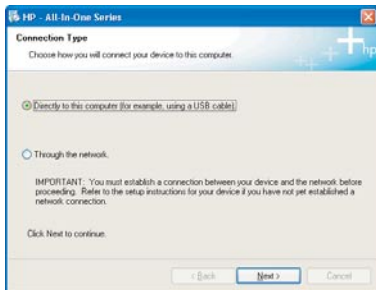 HP - All-In-One Series
Connection Type
Choose how you will connect your device to this computer.
hp
Directly to this computer (for example, using a USB cable).
Through the network.
IMPORTANT: You must establish a connection between your device and the network before
proceeding. Refer to the setup instructions for your device if you have not yet established a
network connection.
Click Next to continue.
< Back
Next >
Cancel